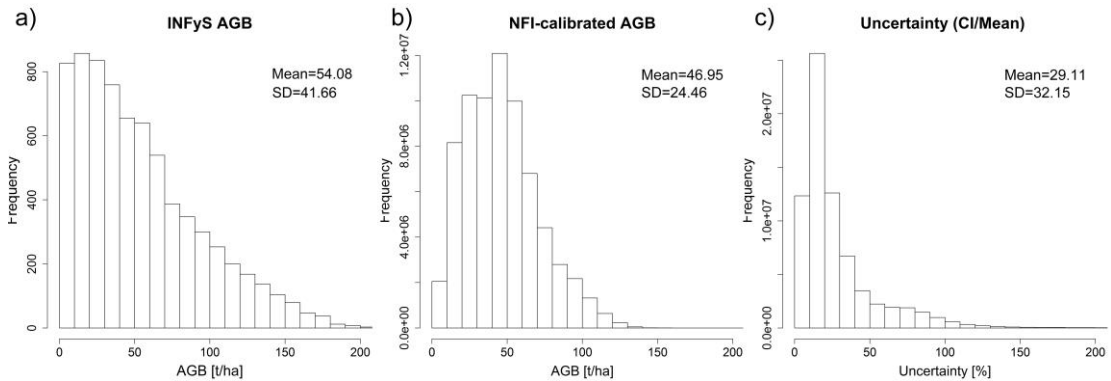 a) INFyS AGB
Mean=54.08
SD=41.66
Frequency
800
600
400
200
0
0 50 100 150 200
AGB [t/ha]
b) NFI-calibrated AGB
Mean=46.95
SD=24.46
Frequency
1.2e+07
8.0e+06
4.0e+06
0.0e+00
0 50 100 150 200
AGB [t/ha]
c) Uncertainty (CI/Mean)
Mean=29.11
SD=32.15
Frequency
2.0e+07
1.0e+07
0.0e+00
0 50 100 150 200
Uncertainty [%]